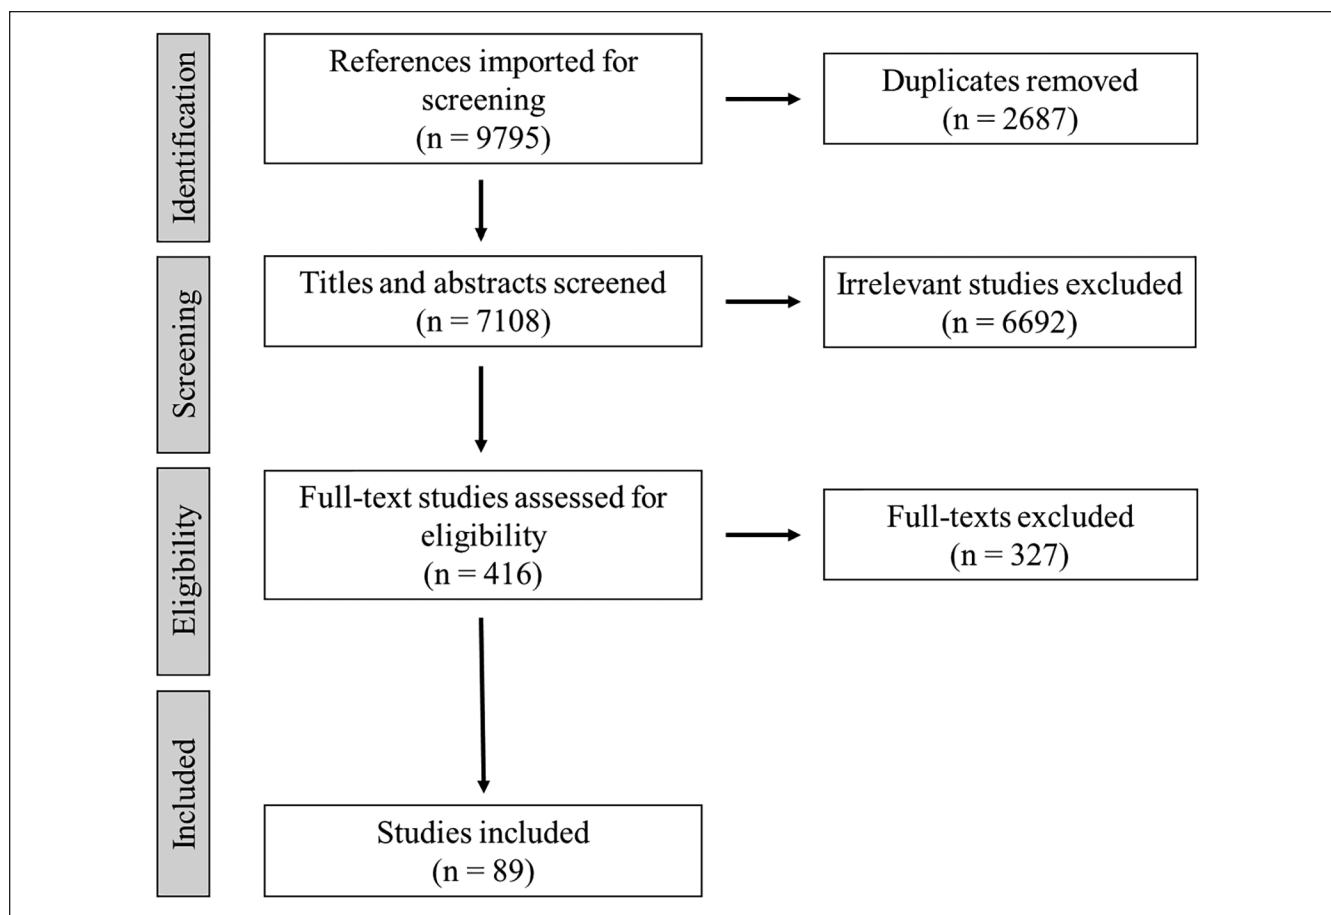 Identification
References imported for
screening
(n = 9795)
Duplicates removed
(n = 2687)
Screening
Titles and abstracts screened
(n = 7108)
Irrelevant studies excluded
(n = 6692)
Eligibility
Full-text studies assessed for
eligibility
(n = 416)
Full-texts excluded
(n = 327)
Included
Studies included
(n = 89)